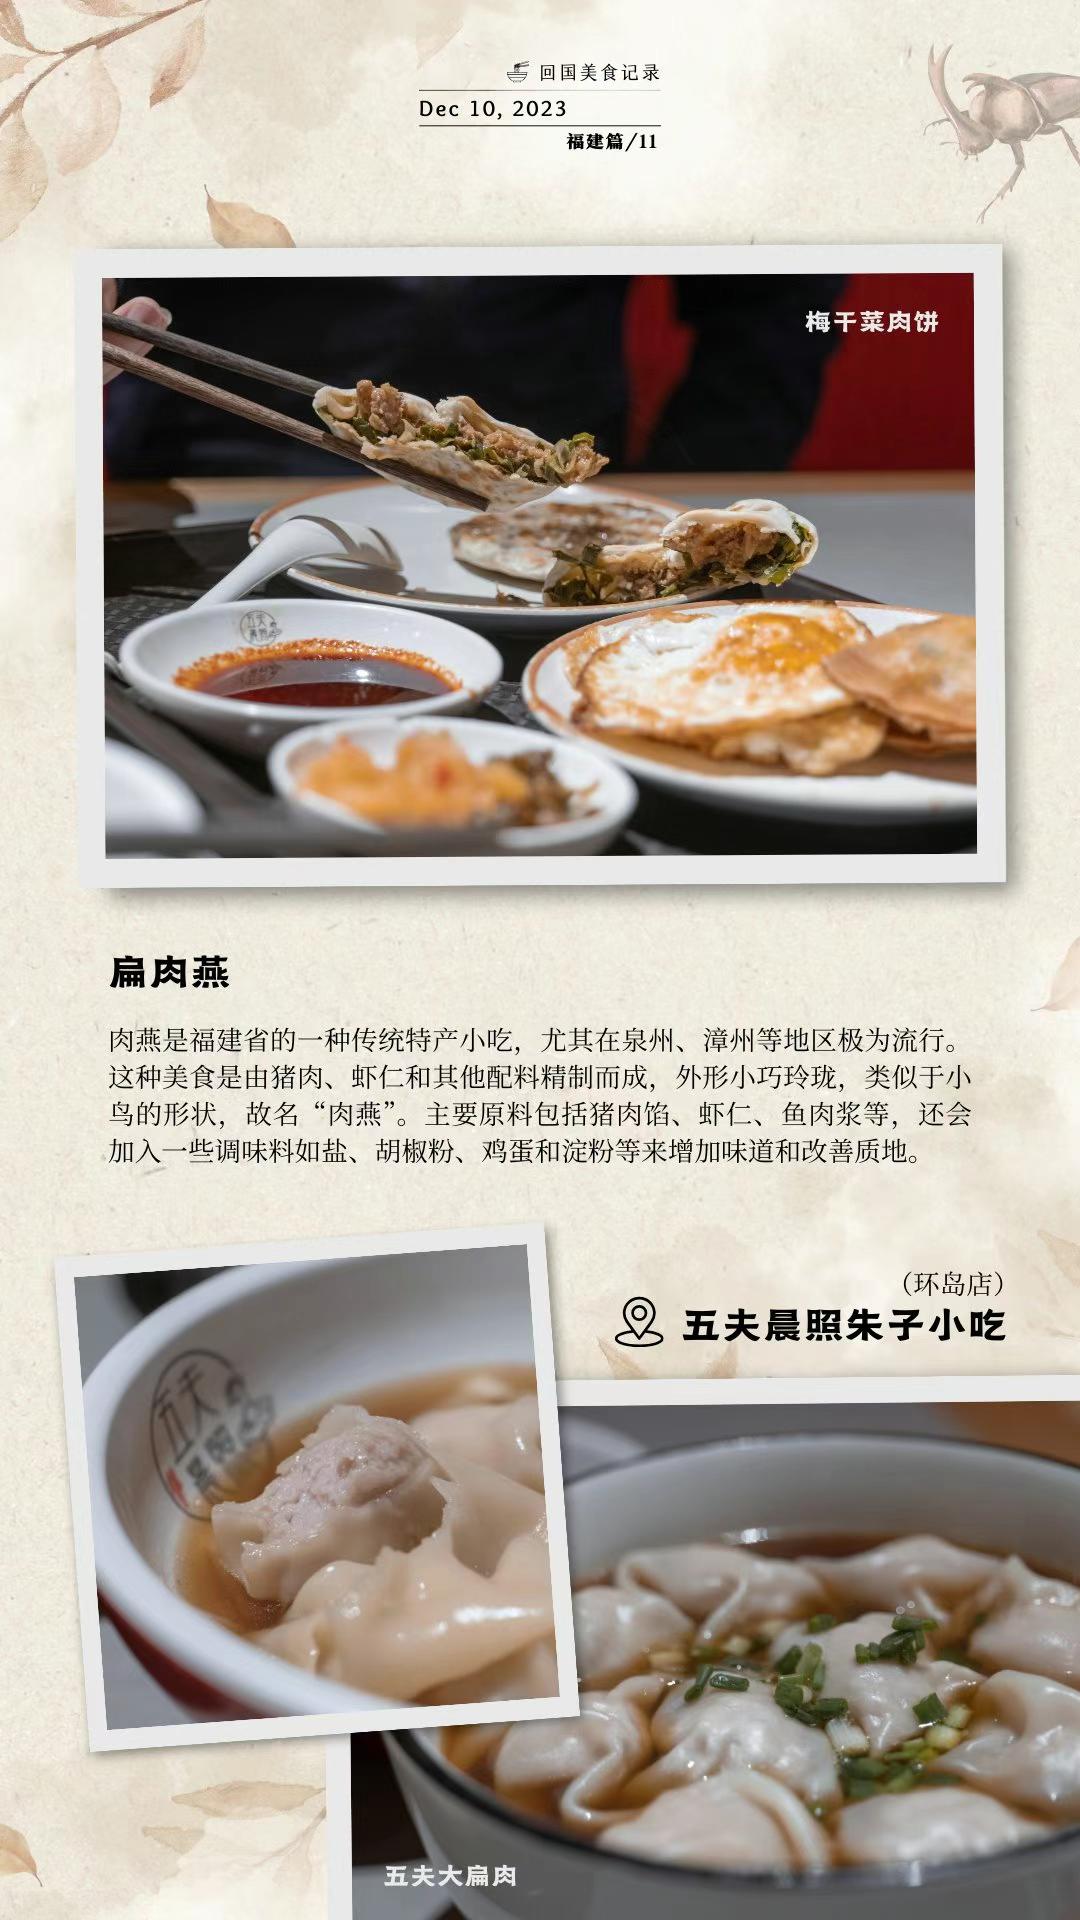 回国美食记录
Dec 10, 2023
福建篇/11
梅干菜肉饼
五夫
扁肉燕
肉燕是福建省的一种传统特产小吃，尤其在泉州、漳州等地区极为流行。
这种美食是由猪肉、虾仁和其他配料精制而成，外形小巧玲珑，类似于小
鸟的形状，故名“肉燕”。主要原料包括猪肉馅、虾仁、鱼肉浆等，还会
加入一些调味料如盐、胡椒粉、鸡蛋和淀粉等来增加味道和改善质地。
（环岛店）
五夫晨照朱子小吃
五夫
晨照
五夫大扁肉